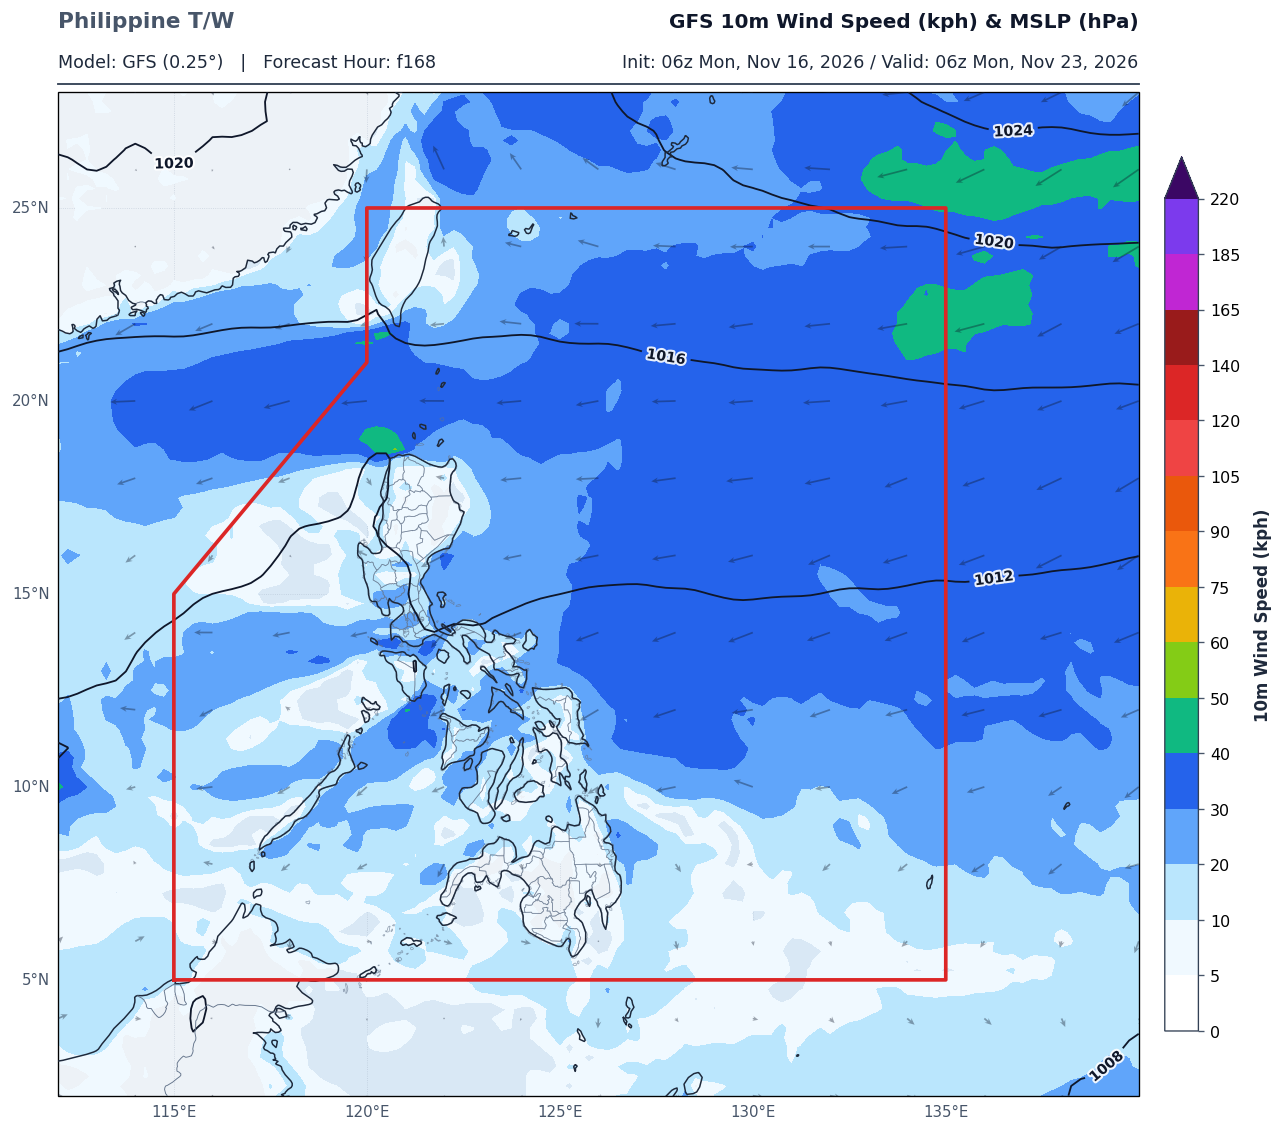 Philippine T/W
GFS 10m Wind Speed (kph) & MSLP (hPa)
Model: GFS (0.25°)   |   Forecast Hour: f168
Init: 06z Mon, Nov 16, 2026 / Valid: 06z Mon, Nov 23, 2026
1024
1020
1020
1016
1012
1008
25°N
20°N
15°N
10°N
5°N
115°E
120°E
125°E
130°E
135°E
220
185
165
140
120
105
90
75
60
50
40
30
20
10
5
0
10m Wind Speed (kph)